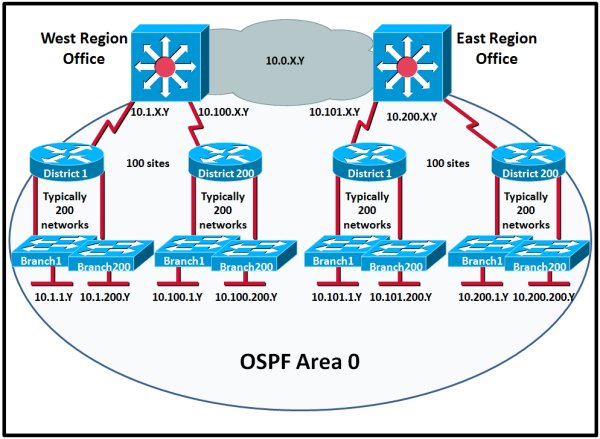 West Region
Office
10.0.X.Y
East Region
Office
10.1.X.Y
10.100.X.Y
10.101.X.Y
10.200.X.Y
District 1
100 sites
District 200
District 1
100 sites
District 200
Typically
200
networks
Typically
200
networks
Typically
200
networks
Typically
200
networks
Branch1
Branch200
Branch1
Branch200
Branch1
Branch200
Branch1
Branch200
10.1.1.Y
10.1.200.Y
10.100.1.Y
10.100.200.Y
10.101.1.Y
10.101.200.Y
10.200.1.Y
10.200.200.Y
OSPF Area 0